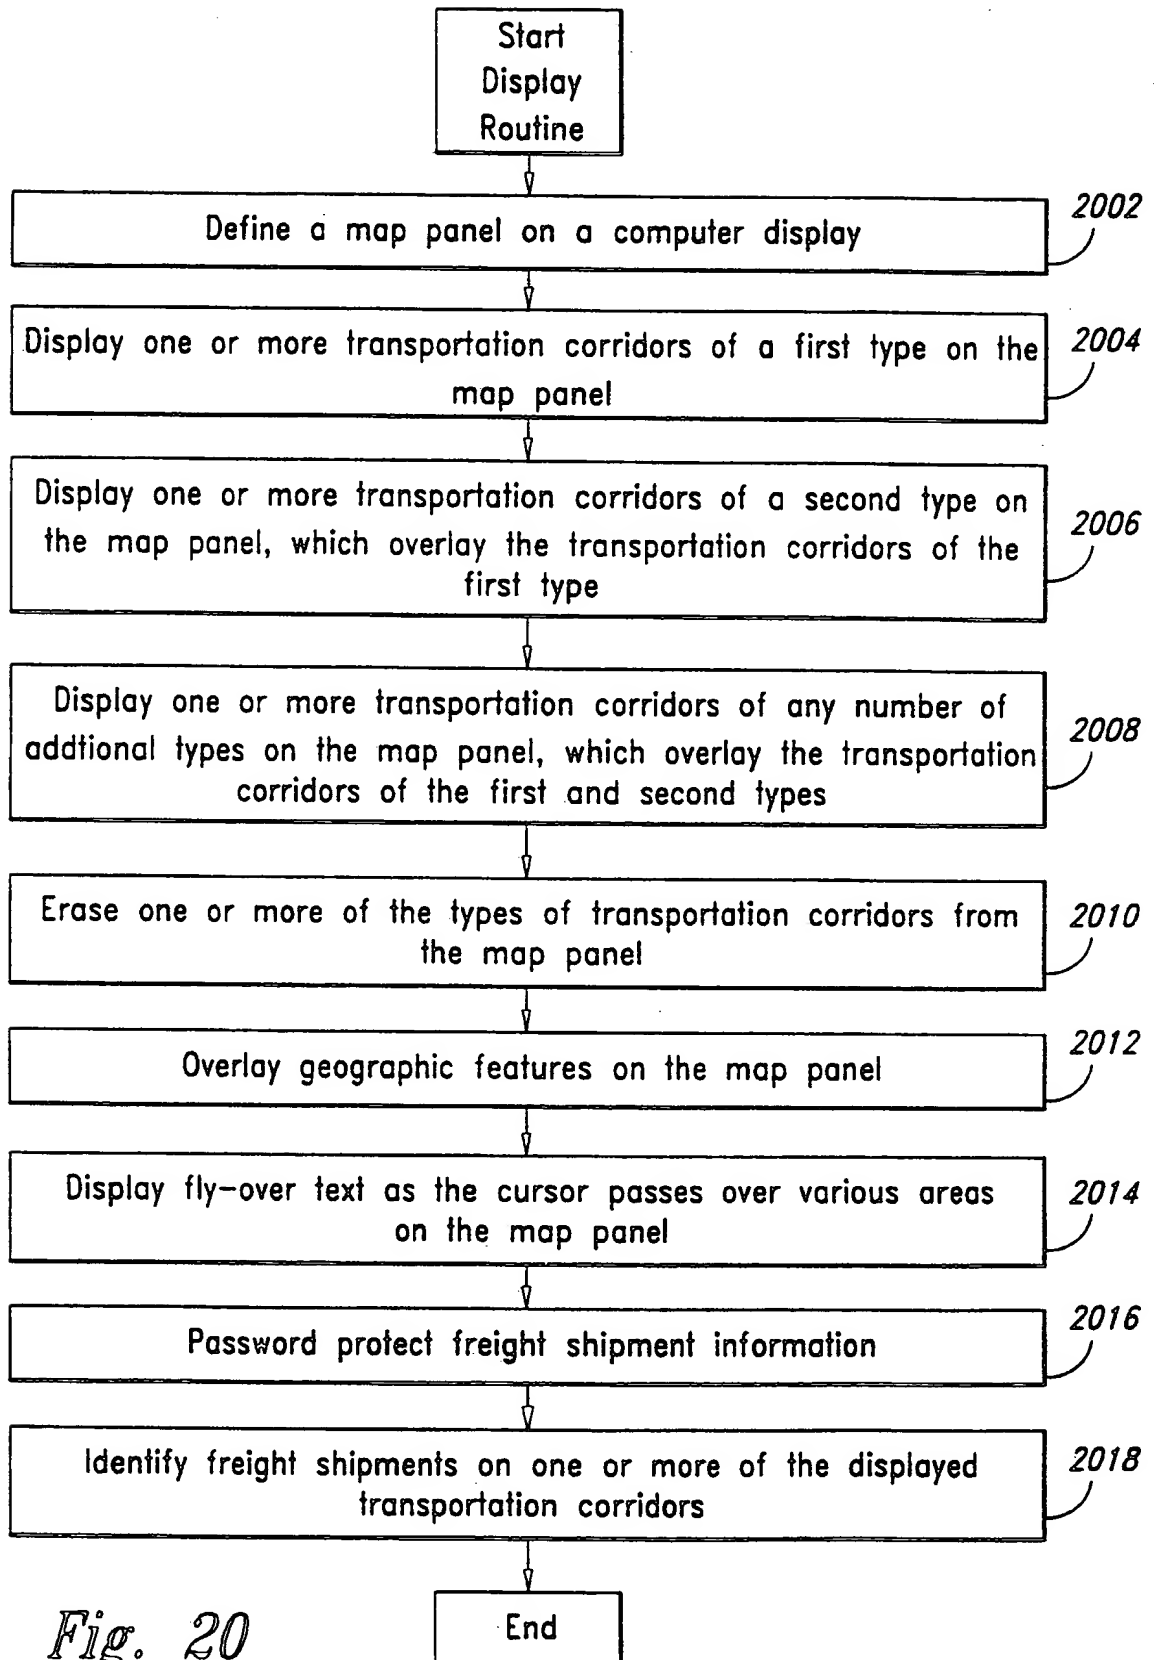 Start
Display
Routine
Define a map panel on a computer display
2002
Display one or more transportation corridors of a first type on the
map panel
2004
Display one or more transportation corridors of a second type on
the map panel, which overlay the transportation corridors of the
first type
2006
Display one or more transportation corridors of any number of
addtional types on the map panel, which overlay the transportation
corridors of the first and second types
2008
Erase one or more of the types of transportation corridors from
the map panel
2010
Overlay geographic features on the map panel
2012
Display fly-over text as the cursor passes over various areas
on the map panel
2014
Password protect freight shipment information
2016
Identify freight shipments on one or more of the displayed
transportation corridors
2018
End
Fig. 20